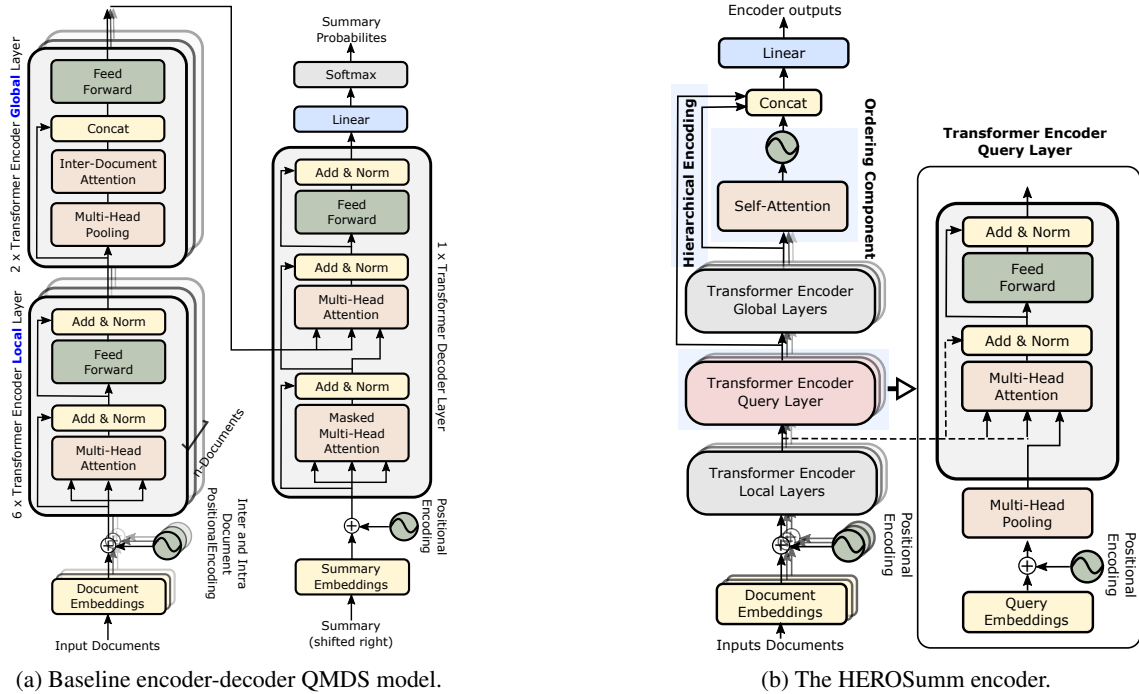 2 x Transformer Encoder Global Layer
Feed
Forward
Concat
Inter-Document
Attention
Multi-Head
Pooling
6 x Transformer Encoder Local Layer
Add & Norm
Feed
Forward
Add & Norm
Multi-Head
Attention
n-Documents
Inter and Intra
Document
PositionalEncoding
Document
Embeddings
Input Documents
Summary
Probabilites
Softmax
Linear
1 x Transformer Decoder Layer
Add & Norm
Feed
Forward
Add & Norm
Multi-Head
Attention
Add & Norm
Masked
Multi-Head
Attention
Positional
Encoding
Summary
Embeddings
Summary
(shifted right)
(a) Baseline encoder-decoder QMDS model.
Encoder outputs
Linear
Concat
Hierarchical Encoding
Ordering Component
Self-Attention
Transformer Encoder
Global Layers
Transformer Encoder
Query Layer
Transformer Encoder
Local Layers
Positional
Encoding
Document
Embeddings
Inputs Documents
Transformer Encoder
Query Layer
Add & Norm
Feed
Forward
Add & Norm
Multi-Head
Attention
Multi-Head
Pooling
Positional
Encoding
Query
Embeddings
(b) The HEROSumm encoder.